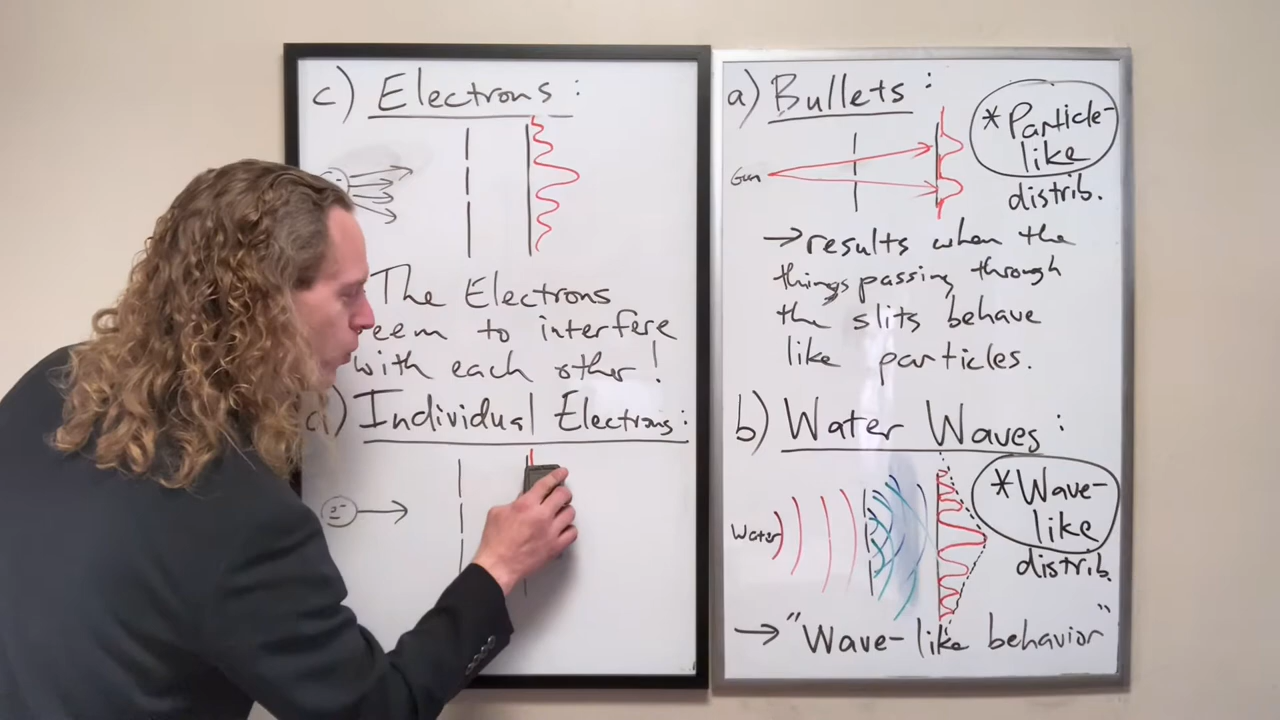 c) Electrons:
The Electrons
seem to interfere
with each other!
d) Individual Electrons:
e-
a) Bullets:
Gun
*Particle-
like
distrib.
→results when the
things passing through
the slits behave
like particles.
b) Water Waves:
Water
*Wave-
like
distrib.
→ "Wave-like behavior"